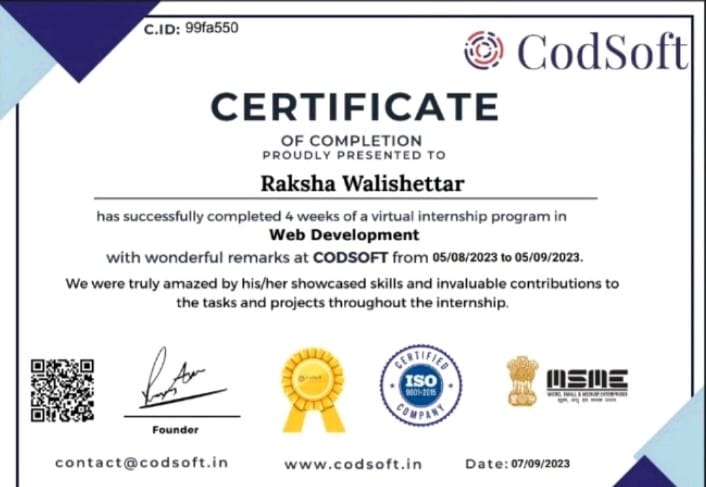 C.ID: 99fa550
CodSoft
CERTIFICATE
OF COMPLETION
PROUDLY PRESENTED TO
Raksha Walishettar
has successfully completed 4 weeks of a virtual internship program in
Web Development
with wonderful remarks at CODSOFT from 05/08/2023 to 05/09/2023.
We were truly amazed by his/her showcased skills and invaluable contributions to
the tasks and projects throughout the internship.
CERTIFIED
ISO
9001-2015
COMPANY
MSME
MICRO, SMALL & MEDIUM ENTERPRISES
Founder
contact@codsoft.in
www.codsoft.in
Date: 07/09/2023